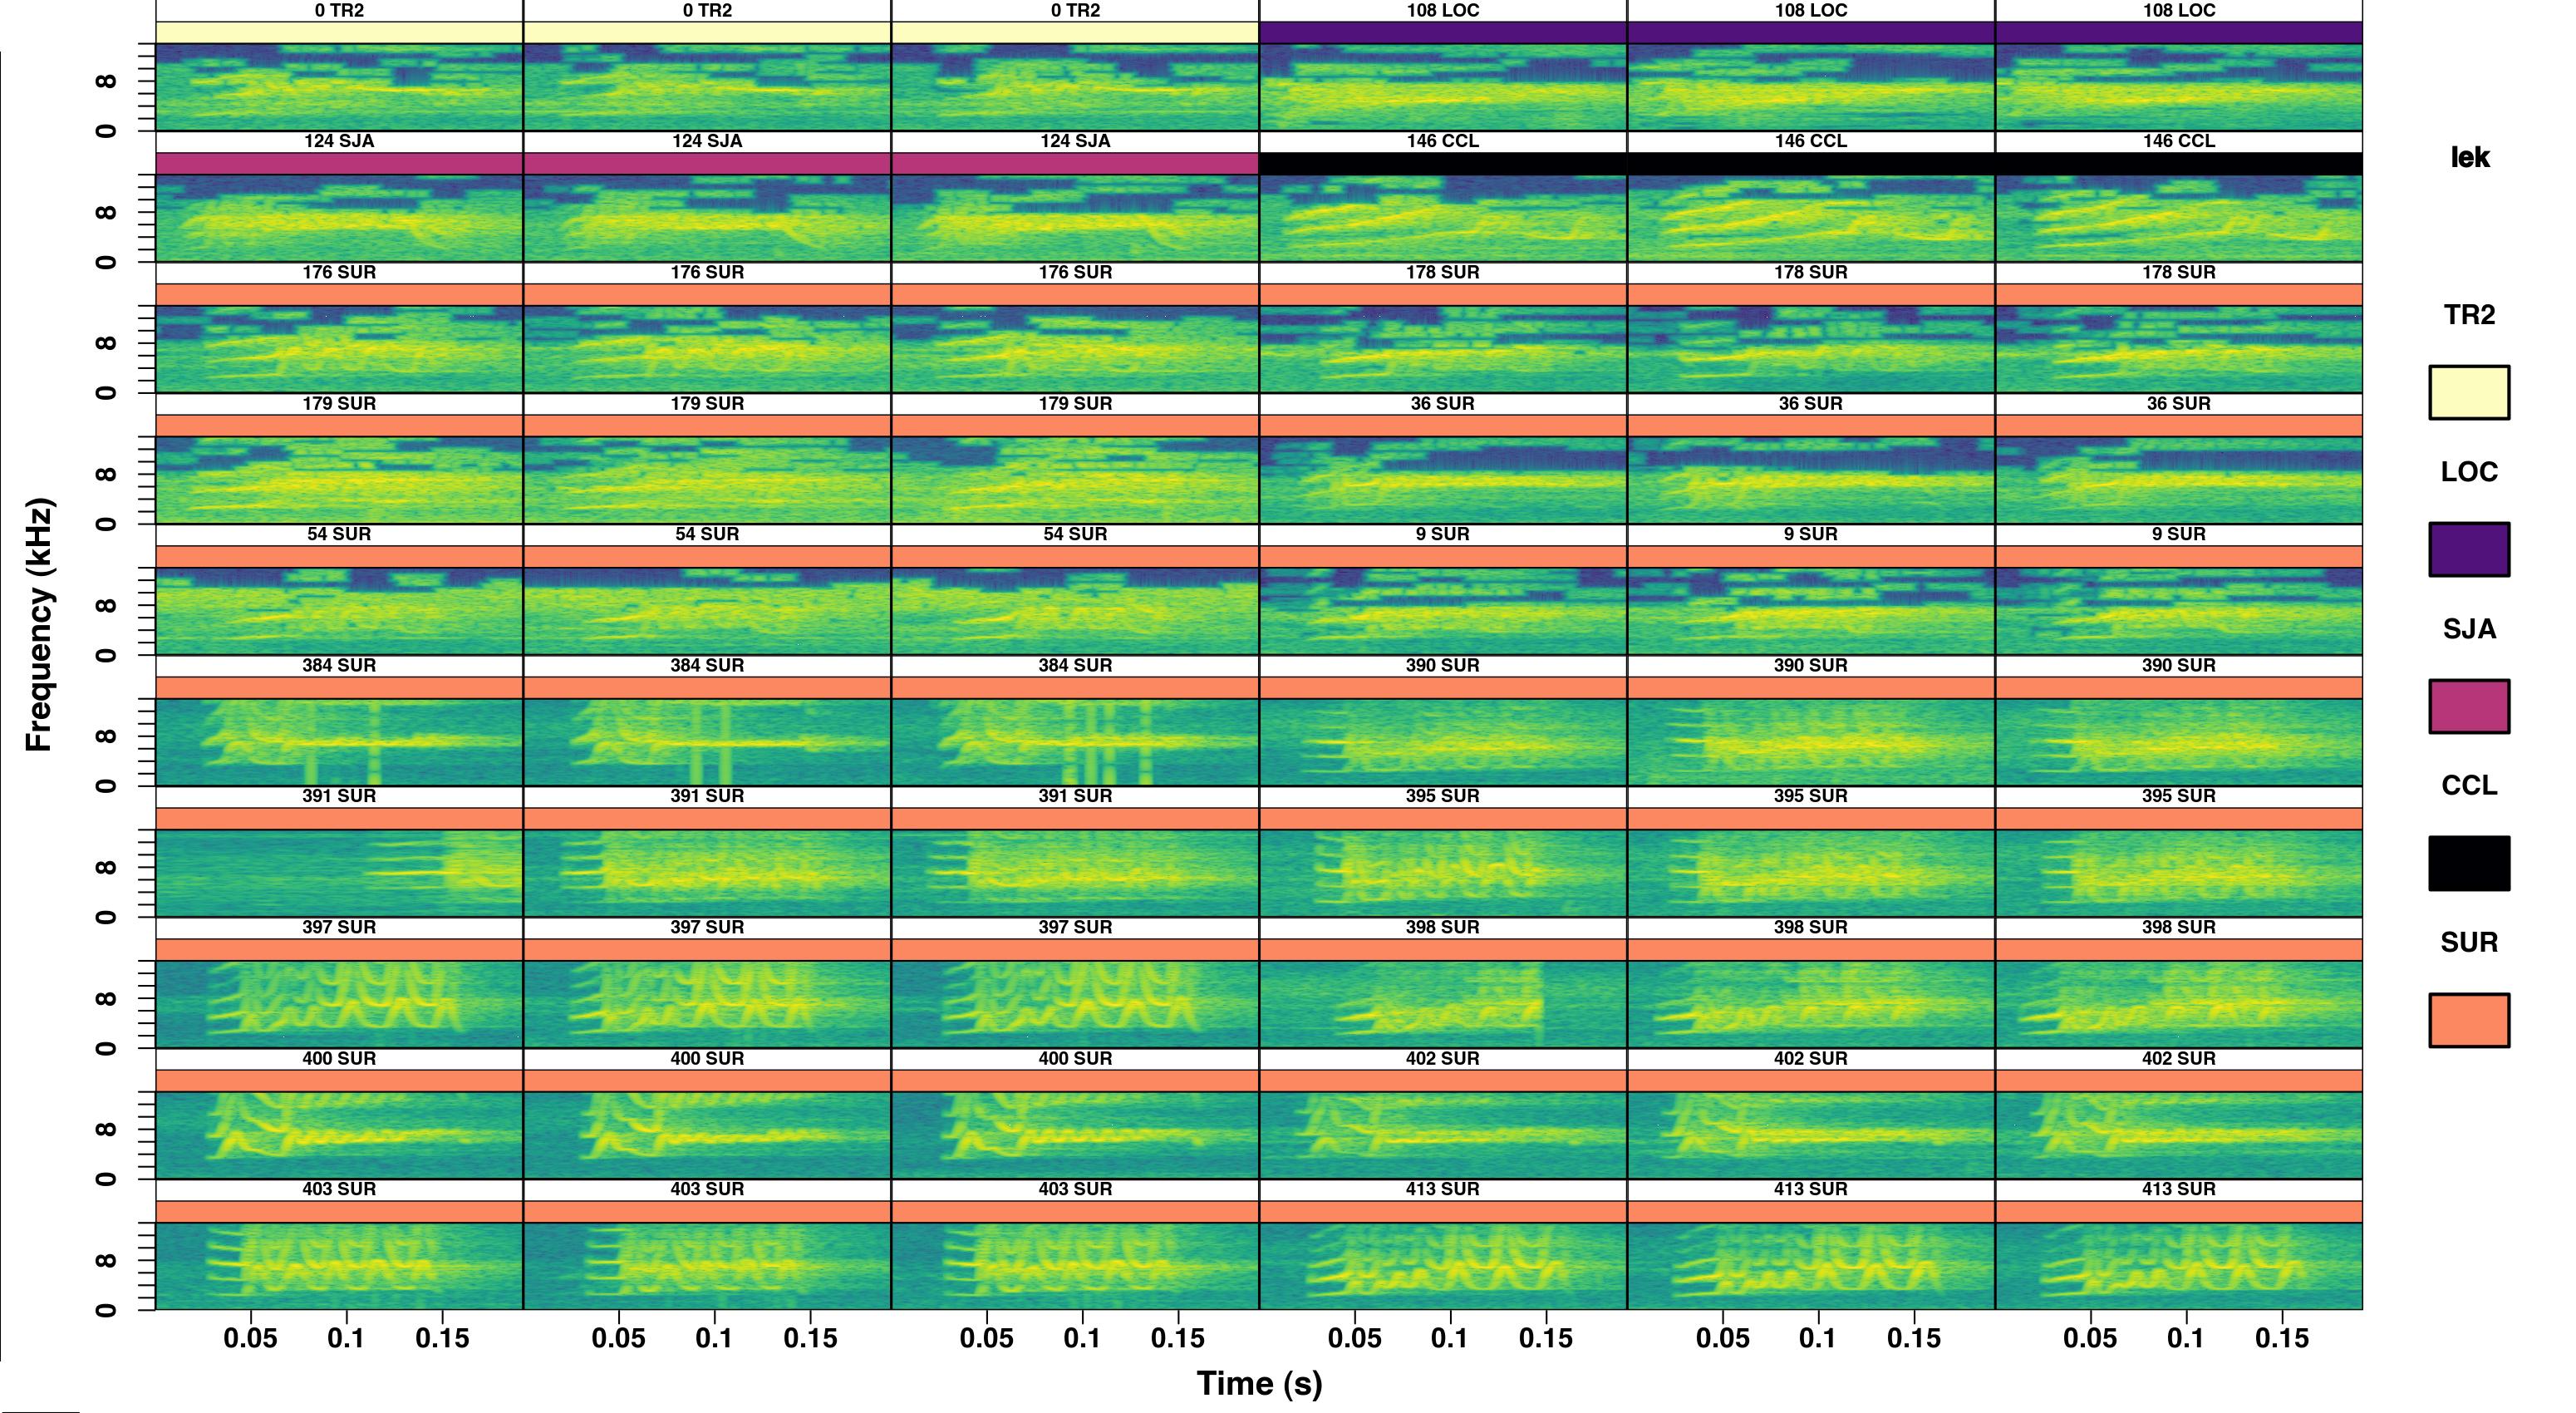 0 TR2 0 TR2 0 TR2 108 LOC 108 LOC 108 LOC
8
0
124 SJA 124 SJA 124 SJA 146 CCL 146 CCL 146 CCL
lek
8
0
176 SUR 176 SUR 176 SUR 178 SUR 178 SUR 178 SUR
TR2
8
0
179 SUR 179 SUR 179 SUR 36 SUR 36 SUR 36 SUR
LOC
8
0
54 SUR 54 SUR 54 SUR 9 SUR 9 SUR 9 SUR
8
SJA
0
384 SUR 384 SUR 384 SUR 390 SUR 390 SUR 390 SUR
Frequency (kHz)
8
0
CCL
391 SUR 391 SUR 391 SUR 395 SUR 395 SUR 395 SUR
8
0
397 SUR 397 SUR 397 SUR 398 SUR 398 SUR 398 SUR
SUR
8
0
400 SUR 400 SUR 400 SUR 402 SUR 402 SUR 402 SUR
8
0
403 SUR 403 SUR 403 SUR 413 SUR 413 SUR 413 SUR
8
0
0.05 0.1 0.15 0.05 0.1 0.15 0.05 0.1 0.15 0.05 0.1 0.15 0.05 0.1 0.15 0.05 0.1 0.15
Time (s)